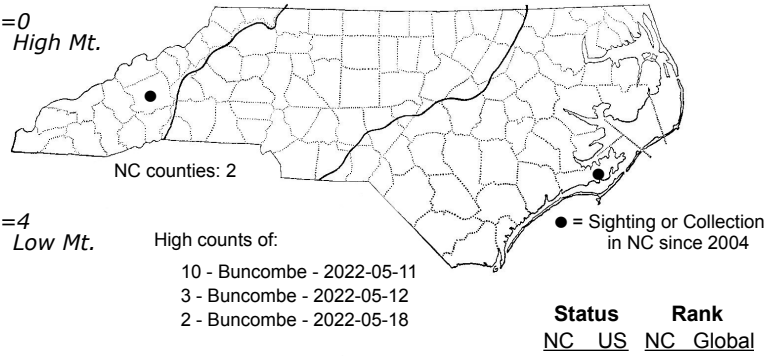 =0
High Mt.
NC counties: 2
=4
Low Mt.
High counts of:
10 - Buncombe - 2022-05-11
3 - Buncombe - 2022-05-12
2 - Buncombe - 2022-05-18
● = Sighting or Collection
in NC since 2004
Status Rank
NC US NC Global